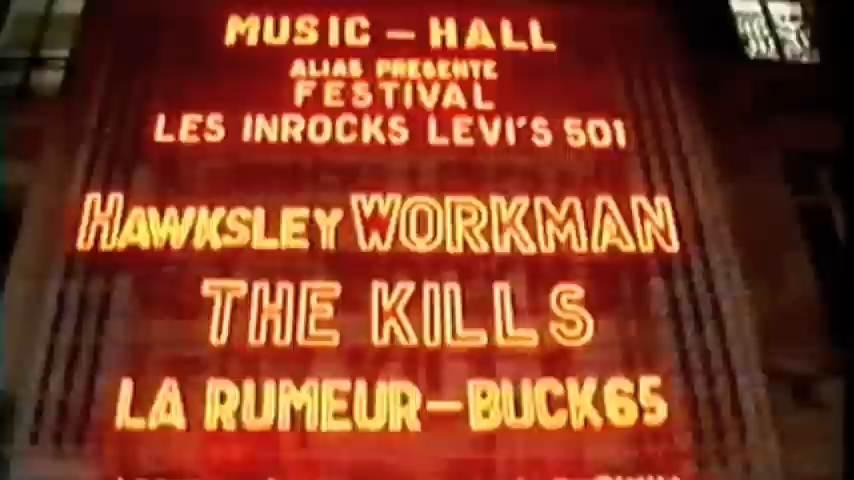 MUSIC - HALL
ALIAS PRESENTE
FESTIVAL
LES INROCKS LEVI'S 501
HAWKSLEY WORKMAN
THE KILLS
LA RUMEUR-BUCK65